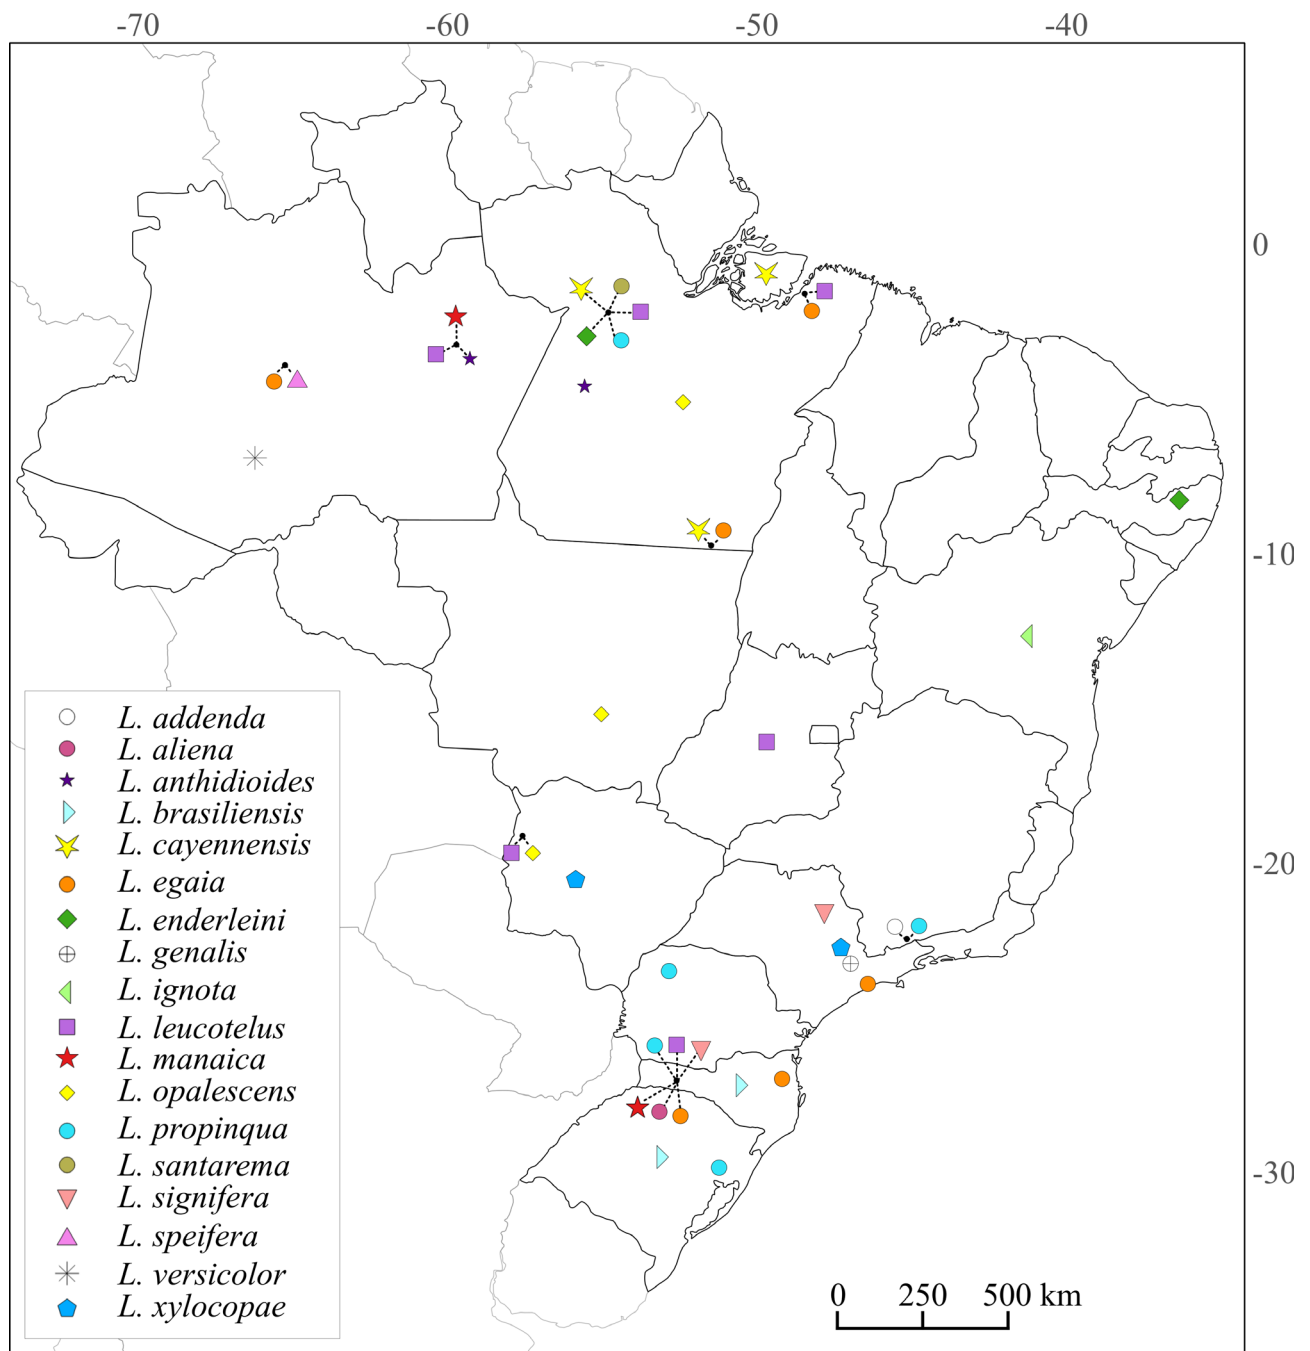 -70 -60 -50 -40
0
-10
-20
-30
L. addenda
L. aliena
L. anthidioides
L. brasiliensis
L. cayennensis
L. egaia
L. enderleini
L. genalis
L. ignota
L. leucotelus
L. manaica
L. opalescens
L. propinqua
L. santarema
L. signifera
L. speifera
L. versicolor
L. xylocopae
0 250 500 km